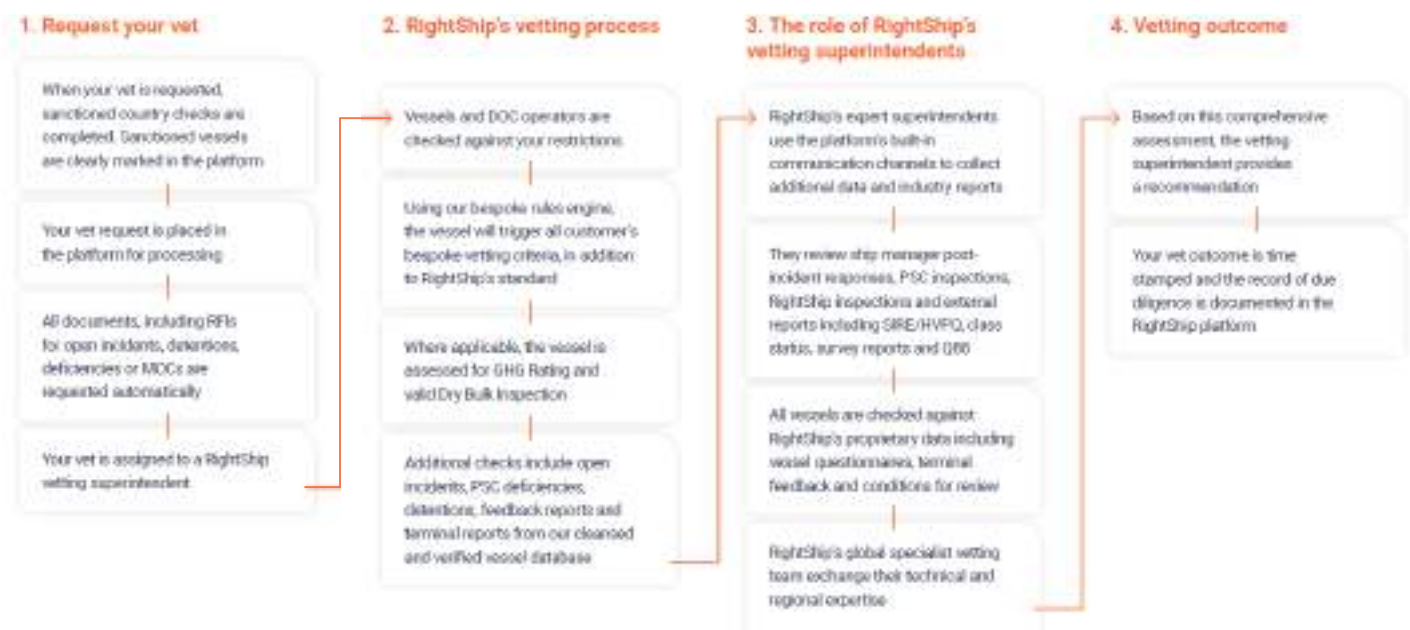 1. Request your vet
When your vet is requested,
sanctioned country checks are
completed. Sanctioned vessels
are clearly marked in the platform
Your vet request is placed in
the platform for processing
All documents, including RFIs
for open incidents, detentions,
deficiencies or MOCs are
requested automatically
Your vet is assigned to a RightShip
vetting superintendent
2. RightShip's vetting process
Vessels and DOC operators are
checked against your restrictions
Using our bespoke rules engine,
the vessel will trigger all customer's
bespoke vetting criteria, in addition
to RightShip's standard
Where applicable, the vessel is
assessed for GHG Rating and
valid Dry Bulk Inspection
Additional checks include open
incidents, PSC deficiencies,
detentions, feedback reports and
terminal reports from our cleansed
and verified vessel database
3. The role of RightShip's
vetting superintendents
RightShip's expert superintendents
use the platform's built-in
communication channels to collect
additional data and industry reports
They review ship manager post-
incident responses, PSC inspections,
RightShip inspections and external
reports including SIRE/HVPQ, class
status, survey reports and Q88
All vessels are checked against
RightShip's proprietary data including
vessel questionnaires, terminal
feedback and conditions for review
RightShip's global specialist vetting
team exchange their technical and
regional expertise
4. Vetting outcome
Based on this comprehensive
assessment, the vetting
superintendent provides
a recommendation
Your vet outcome is time
stamped and the record of due
diligence is documented in the
RightShip platform